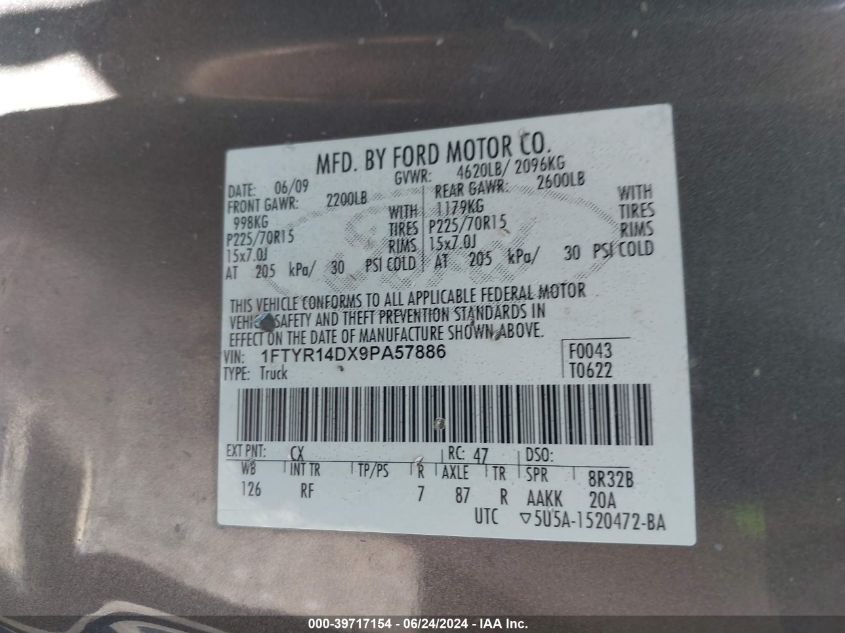 MFD. BY FORD MOTOR CO.
DATE: 06/09 GVWR: 4620LB/ 2096KG
FRONT GAWR: 2200LB REAR GAWR: 2600LB
998KG WITH 1179KG WITH
P225/70R15 TIRES P225/70R15 TIRES
15x7.0J RIMS 15x7.0J RIMS
AT 205 kPa/ 30 PSI COLD AT 205 kPa/ 30 PSI COLD
THIS VEHICLE CONFORMS TO ALL APPLICABLE FEDERAL MOTOR
VEHICLE SAFETY AND THEFT PREVENTION STANDARDS IN
EFFECT ON THE DATE OF MANUFACTURE SHOWN ABOVE.
VIN: 1FTYR14DX9PA57886 F0043
TYPE: Truck T0622
EXT PNT: CX RC: 47 DSO:
WB INT TR TP/PS R AXLE TR SPR 8R32B
126 RF 7 87 R AAKK 20A
UTC ▽5U5A-1520472-BA
000-39717154 - 06/24/2024 - IAA Inc.